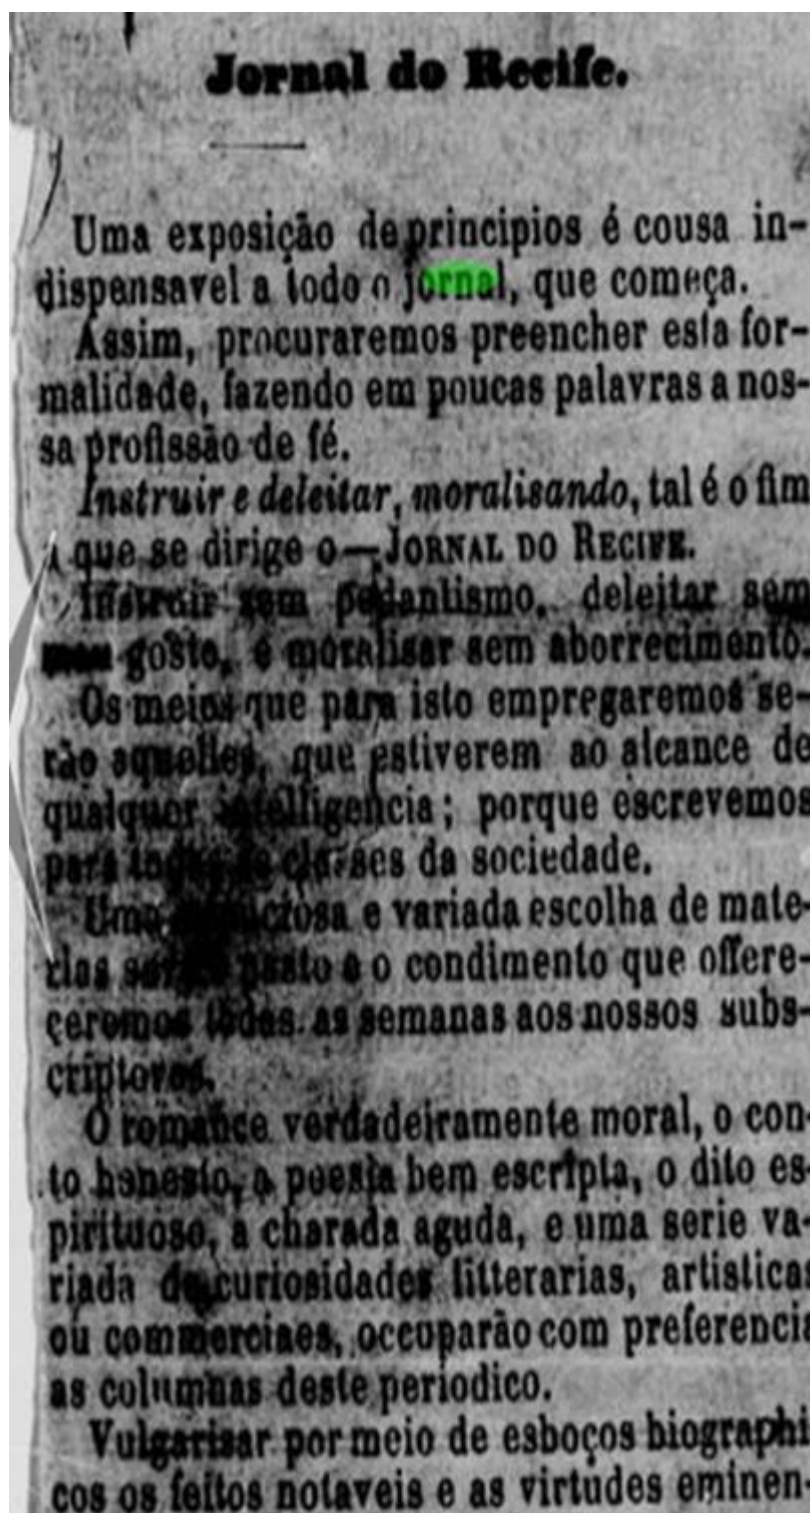 Jornal do Recife.
Uma exposição de principios é cousa in-
dispensavel a todo o jornal, que começa.
Assim, procuraremos preencher esta for-
malidade, fazendo em poucas palavras a nos-
sa profissão de fé.
Instruir e deleitar, moralisando, tal é o fim
a que se dirige o—JORNAL DO RECIFE.
Instruir sem pedantismo, deleitar sem
gosto, e moralisar sem aborrecimento.
Os meios que para isto empregaremos se-
rão aquelles, que estiverem ao alcance de
qualquer intelligencia; porque escrevemos
para todas as classes da sociedade.
Uma e variada escolha de mate-
rias pasto e o condimento que offere-
ceremos todas as semanas aos nossos subs-
criptores.
O romance verdadeiramente moral, o con-
to honesto, a poesia bem escripta, o dito es-
pirituoso, a charada aguda, e uma serie va-
riada de curiosidades litterarias, artisticas
ou commerciaes, occuparão com preferencia
as columnas deste periodico.
Vulgarisar por meio de esboços biographi
cos os feitos notaveis e as virtudes eminen-